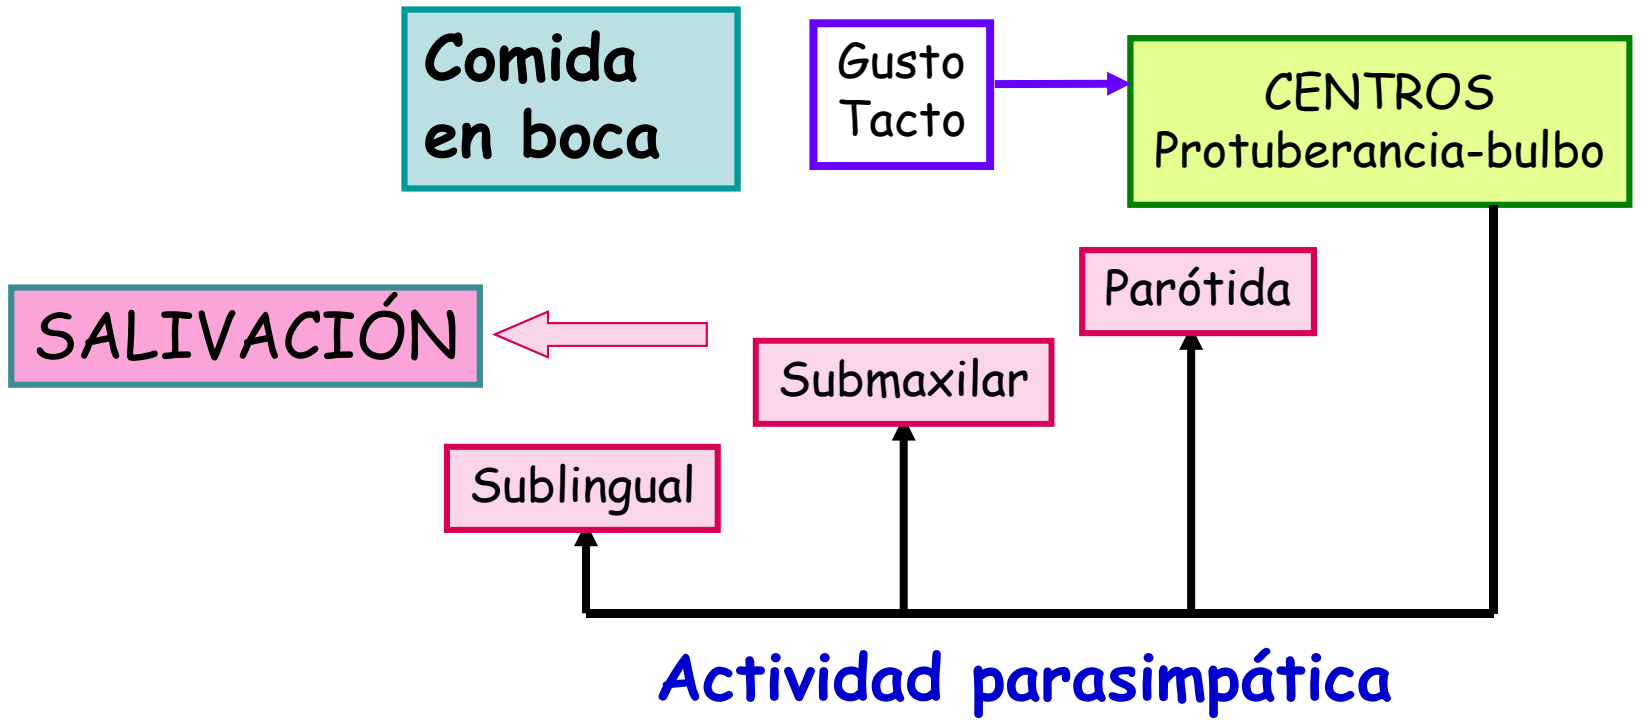 Comida
en boca
Gusto
Tacto
CENTROS
Protuberancia-bulbo
Parótida
SALIVACIÓN
Submaxilar
Sublingual
Actividad parasimpática